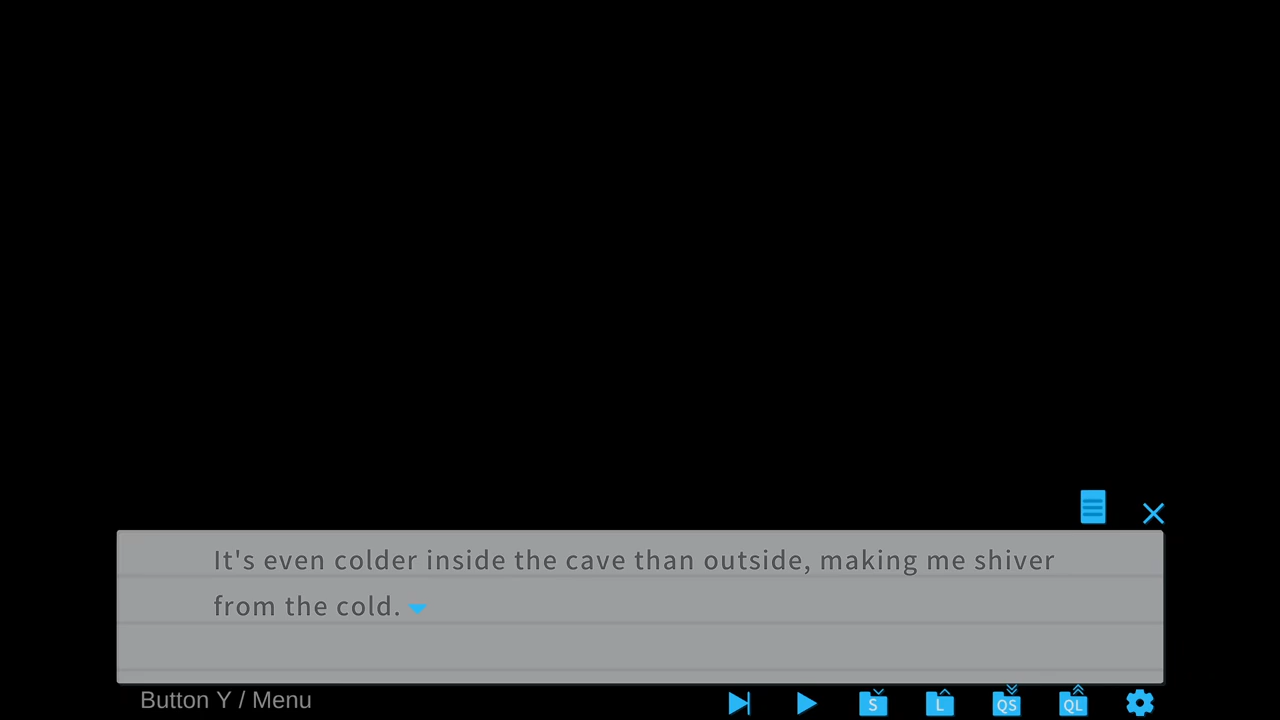 It's even colder inside the cave than outside, making me shiver
from the cold.
Button Y / Menu
S
L
QS
QL